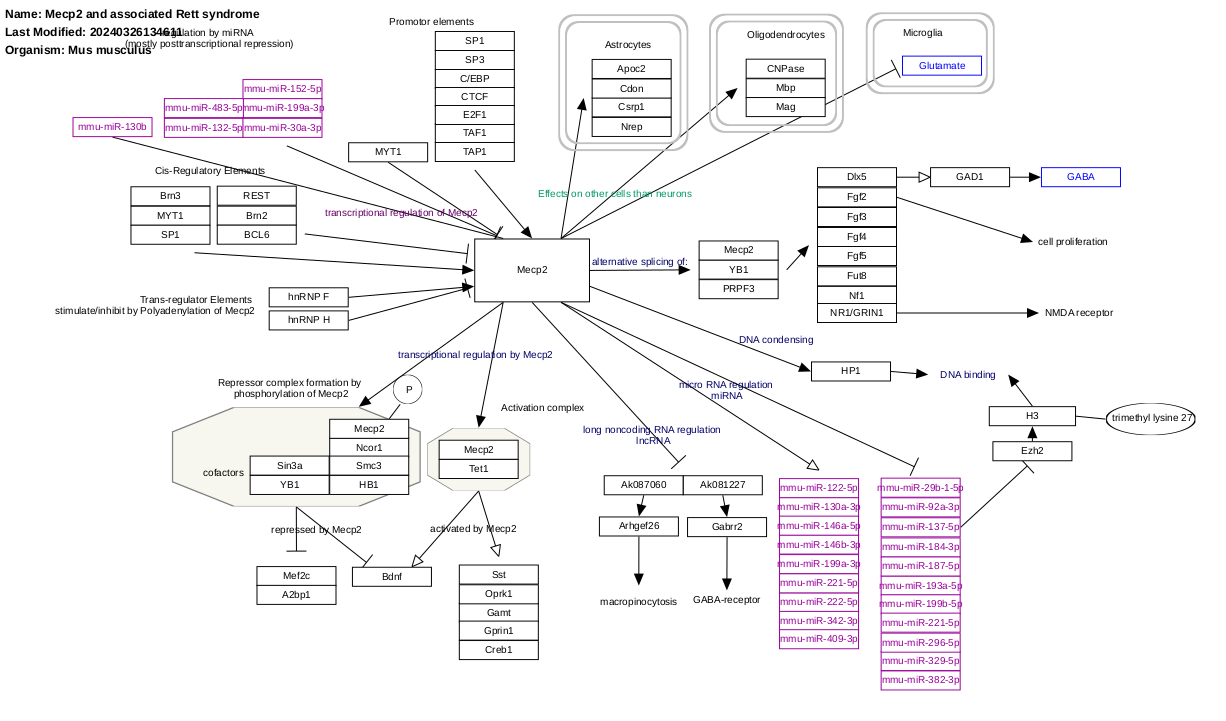 Name: Mecp2 and associated Rett syndrome
Last Modified: 20240326134611
Organism: Mus musculus
regulation by miRNA
(mostly posttranscriptional repression)
mmu-miR-152-5p
mmu-miR-483-5p
mmu-miR-199a-3p
mmu-miR-130b
mmu-miR-132-5p
mmu-miR-30a-3p
Promotor elements
SP1
SP3
C/EBP
CTCF
E2F1
TAF1
TAP1
MYT1
Astrocytes
Apoc2
Cdon
Csrp1
Nrep
Oligodendrocytes
CNPase
Mbp
Mag
Microglia
Glutamate
Effects on other cells than neurons
Cis-Regulatory Elements
Brn3
MYT1
SP1
REST
Brn2
BCL6
transcriptional regulation of Mecp2
Mecp2
Trans-regulator Elements
stimulate/inhibit by Polyadenylation of Mecp2
hnRNP F
hnRNP H
alternative splicing of:
Mecp2
YB1
PRPF3
Dlx5
Fgf2
Fgf3
Fgf4
Fgf5
Fut8
Nf1
NR1/GRIN1
GAD1
GABA
cell proliferation
NMDA receptor
DNA condensing
HP1
DNA binding
H3
trimethyl lysine 27
Ezh2
transcriptional regulation by Mecp2
Repressor complex formation by
phosphorylation of Mecp2
P
cofactors
Mecp2
Ncor1
Sin3a
Smc3
YB1
HB1
Activation complex
Mecp2
Tet1
repressed by Mecp2
activated by Mecp2
Mef2c
A2bp1
Bdnf
Sst
Oprk1
Gamt
Gprin1
Creb1
long noncoding RNA regulation
lncRNA
Ak087060
Ak081227
Arhgef26
Gabrr2
macropinocytosis
GABA-receptor
micro RNA regulation
miRNA
mmu-miR-122-5p
mmu-miR-130a-3p
mmu-miR-146a-5p
mmu-miR-146b-3p
mmu-miR-199a-3p
mmu-miR-221-5p
mmu-miR-222-5p
mmu-miR-342-3p
mmu-miR-409-3p
mmu-miR-29b-1-5p
mmu-miR-92a-3p
mmu-miR-137-5p
mmu-miR-184-3p
mmu-miR-187-5p
mmu-miR-193a-5p
mmu-miR-199b-5p
mmu-miR-221-5p
mmu-miR-296-5p
mmu-miR-329-5p
mmu-miR-382-3p